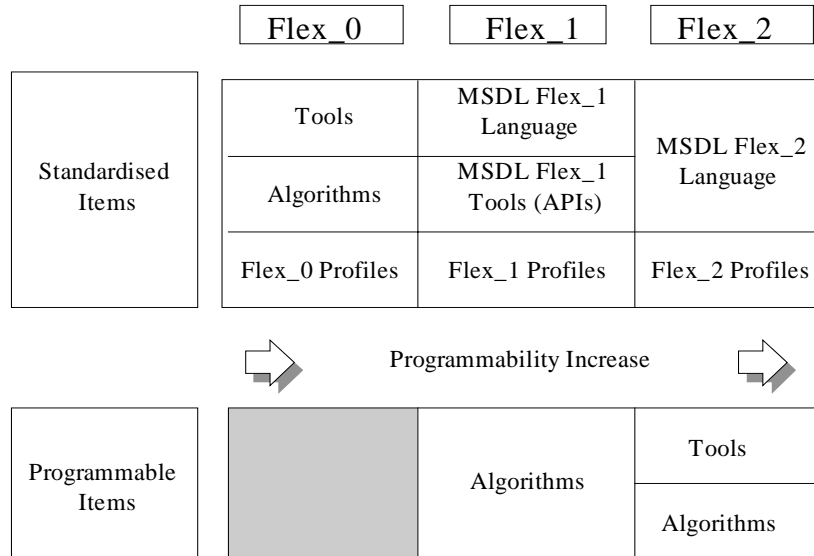 Flex_0
Flex_1
Flex_2
Standardised
Items
Tools
MSDL Flex_1
Language
MSDL Flex_2
Language
Algorithms
MSDL Flex_1
Tools (APIs)
Flex_0 Profiles
Flex_1 Profiles
Flex_2 Profiles
Programmability Increase
Programmable
Items
Algorithms
Tools
Algorithms